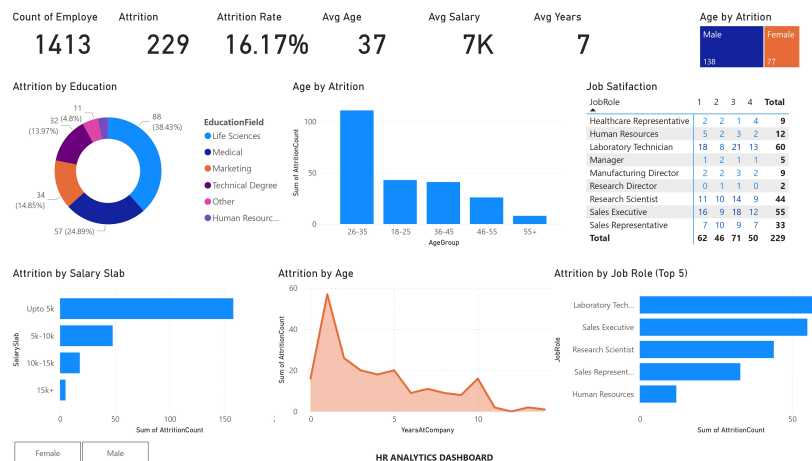 Count of Employe
Attrition
Attrition Rate
Avg Age
Avg Salary
Avg Years
1413
229
16.17%
37
7K
7
Age by Atrition
Male
138
Female
77
Attrition by Education
88
(38.43%)
57 (24.89%)
34
(14.85%)
32
(13.97%)
11
(4.8%)
EducationField
Life Sciences
Medical
Marketing
Technical Degree
Other
Human Resourc...
Age by Atrition
Sum of AttritionCount
100
50
0
26-35 18-25 36-45 46-55 55+
AgeGroup
Job Satifaction
JobRole 1 2 3 4 Total
Healthcare Representative 2 2 1 4 9
Human Resources 5 2 3 2 12
Laboratory Technician 18 8 21 13 60
Manager 1 2 1 1 5
Manufacturing Director 2 2 3 2 9
Research Director 0 1 1 0 2
Research Scientist 11 10 14 9 44
Sales Executive 16 9 18 12 55
Sales Representative 7 10 9 7 33
Total 62 46 71 50 229
Attrition by Salary Slab
SalarySlab
Upto 5k
5k-10k
10k-15k
15k+
0 50 100 150
Sum of AttritionCount
Attrition by Age
Sum of AttritionCount
60
40
20
0
0 5 10
YearsAtCompany
Attrition by Job Role (Top 5)
JobRole
Laboratory Tech...
Sales Executive
Research Scientist
Sales Represent...
Human Resources
0 50
Sum of AttritionCount
Female
Male
HR ANALYTICS DASHBOARD